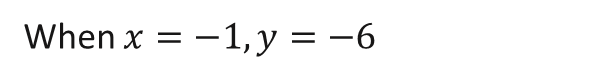 When x = −1, y = −6